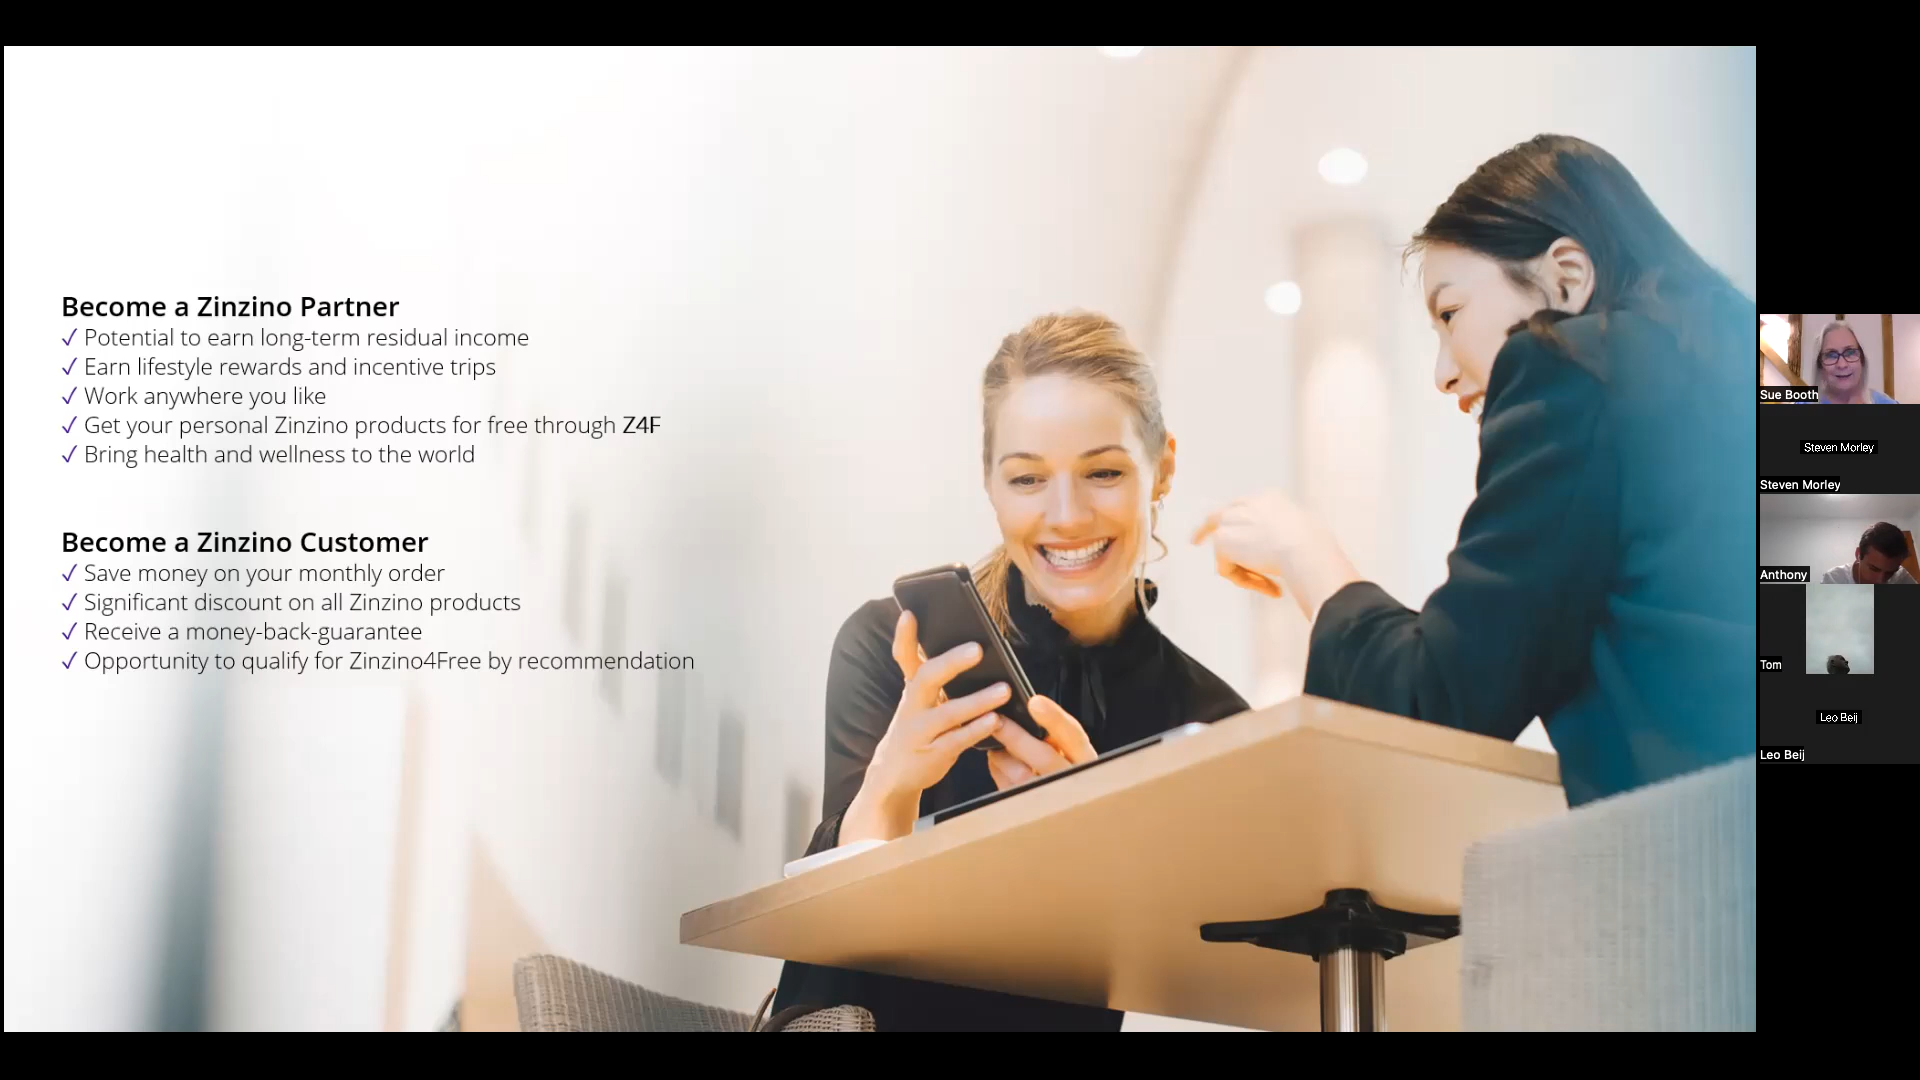 Become a Zinzino Partner
✓ Potential to earn long-term residual income
✓ Earn lifestyle rewards and incentive trips
✓ Work anywhere you like
✓ Get your personal Zinzino products for free through Z4F
✓ Bring health and wellness to the world
Become a Zinzino Customer
✓ Save money on your monthly order
✓ Significant discount on all Zinzino products
✓ Receive a money-back-guarantee
✓ Opportunity to qualify for Zinzino4Free by recommendation
Sue Booth
Steven Morley
Steven Morley
Anthony
Tom
Leo Beij
Leo Beij